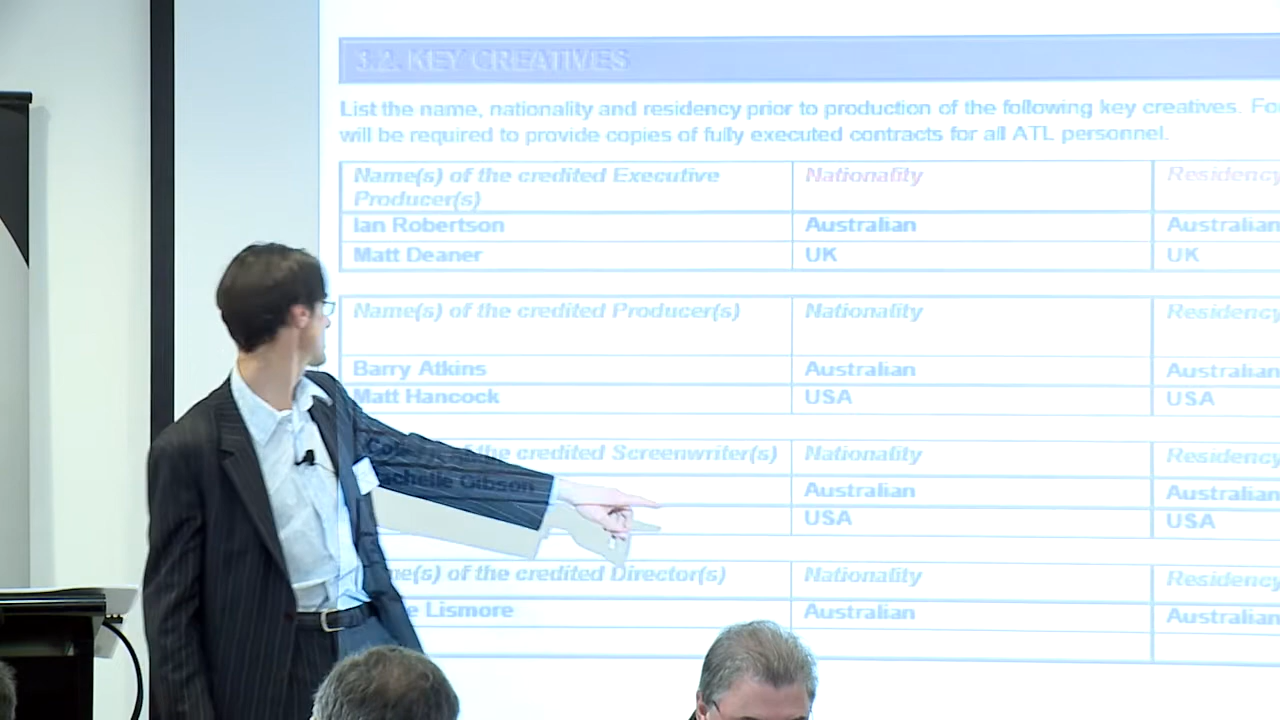 3.2. KEY CREATIVES
List the name, nationality and residency prior to production of the following key creatives. For
will be required to provide copies of fully executed contracts for all ATL personnel.
Name(s) of the credited Executive Producer(s) Nationality Residency
Ian Robertson Australian Australian
Matt Deaner UK UK
Name(s) of the credited Producer(s) Nationality Residency
Barry Atkins Australian Australian
Matt Hancock USA USA
of the credited Screenwriter(s) Nationality Residency
Gibson Australian Australian
USA USA
of the credited Director(s) Nationality Residency
Lismore Australian Australian